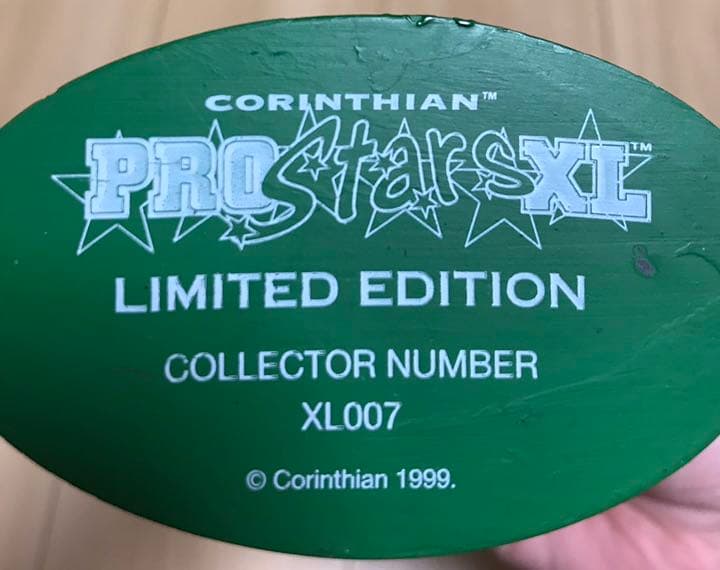 CORINTHIAN™
PROStarsXL™
LIMITED EDITION
COLLECTOR NUMBER
XL007
© Corinthian 1999.